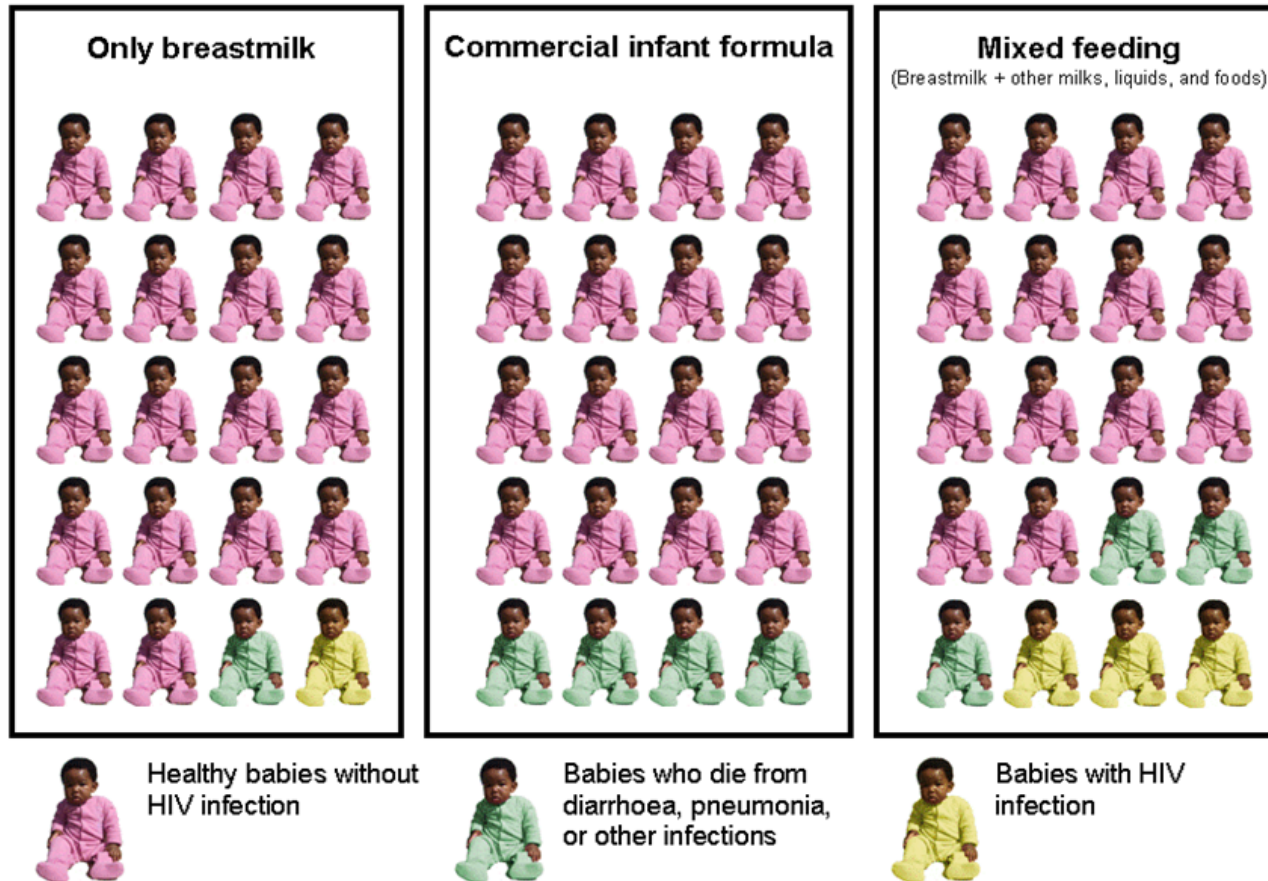 Only breastmilk
Commercial infant formula
Mixed feeding
(Breastmilk + other milks, liquids, and foods)
Healthy babies without
HIV infection
Babies who die from
diarrhoea, pneumonia,
or other infections
Babies with HIV
infection